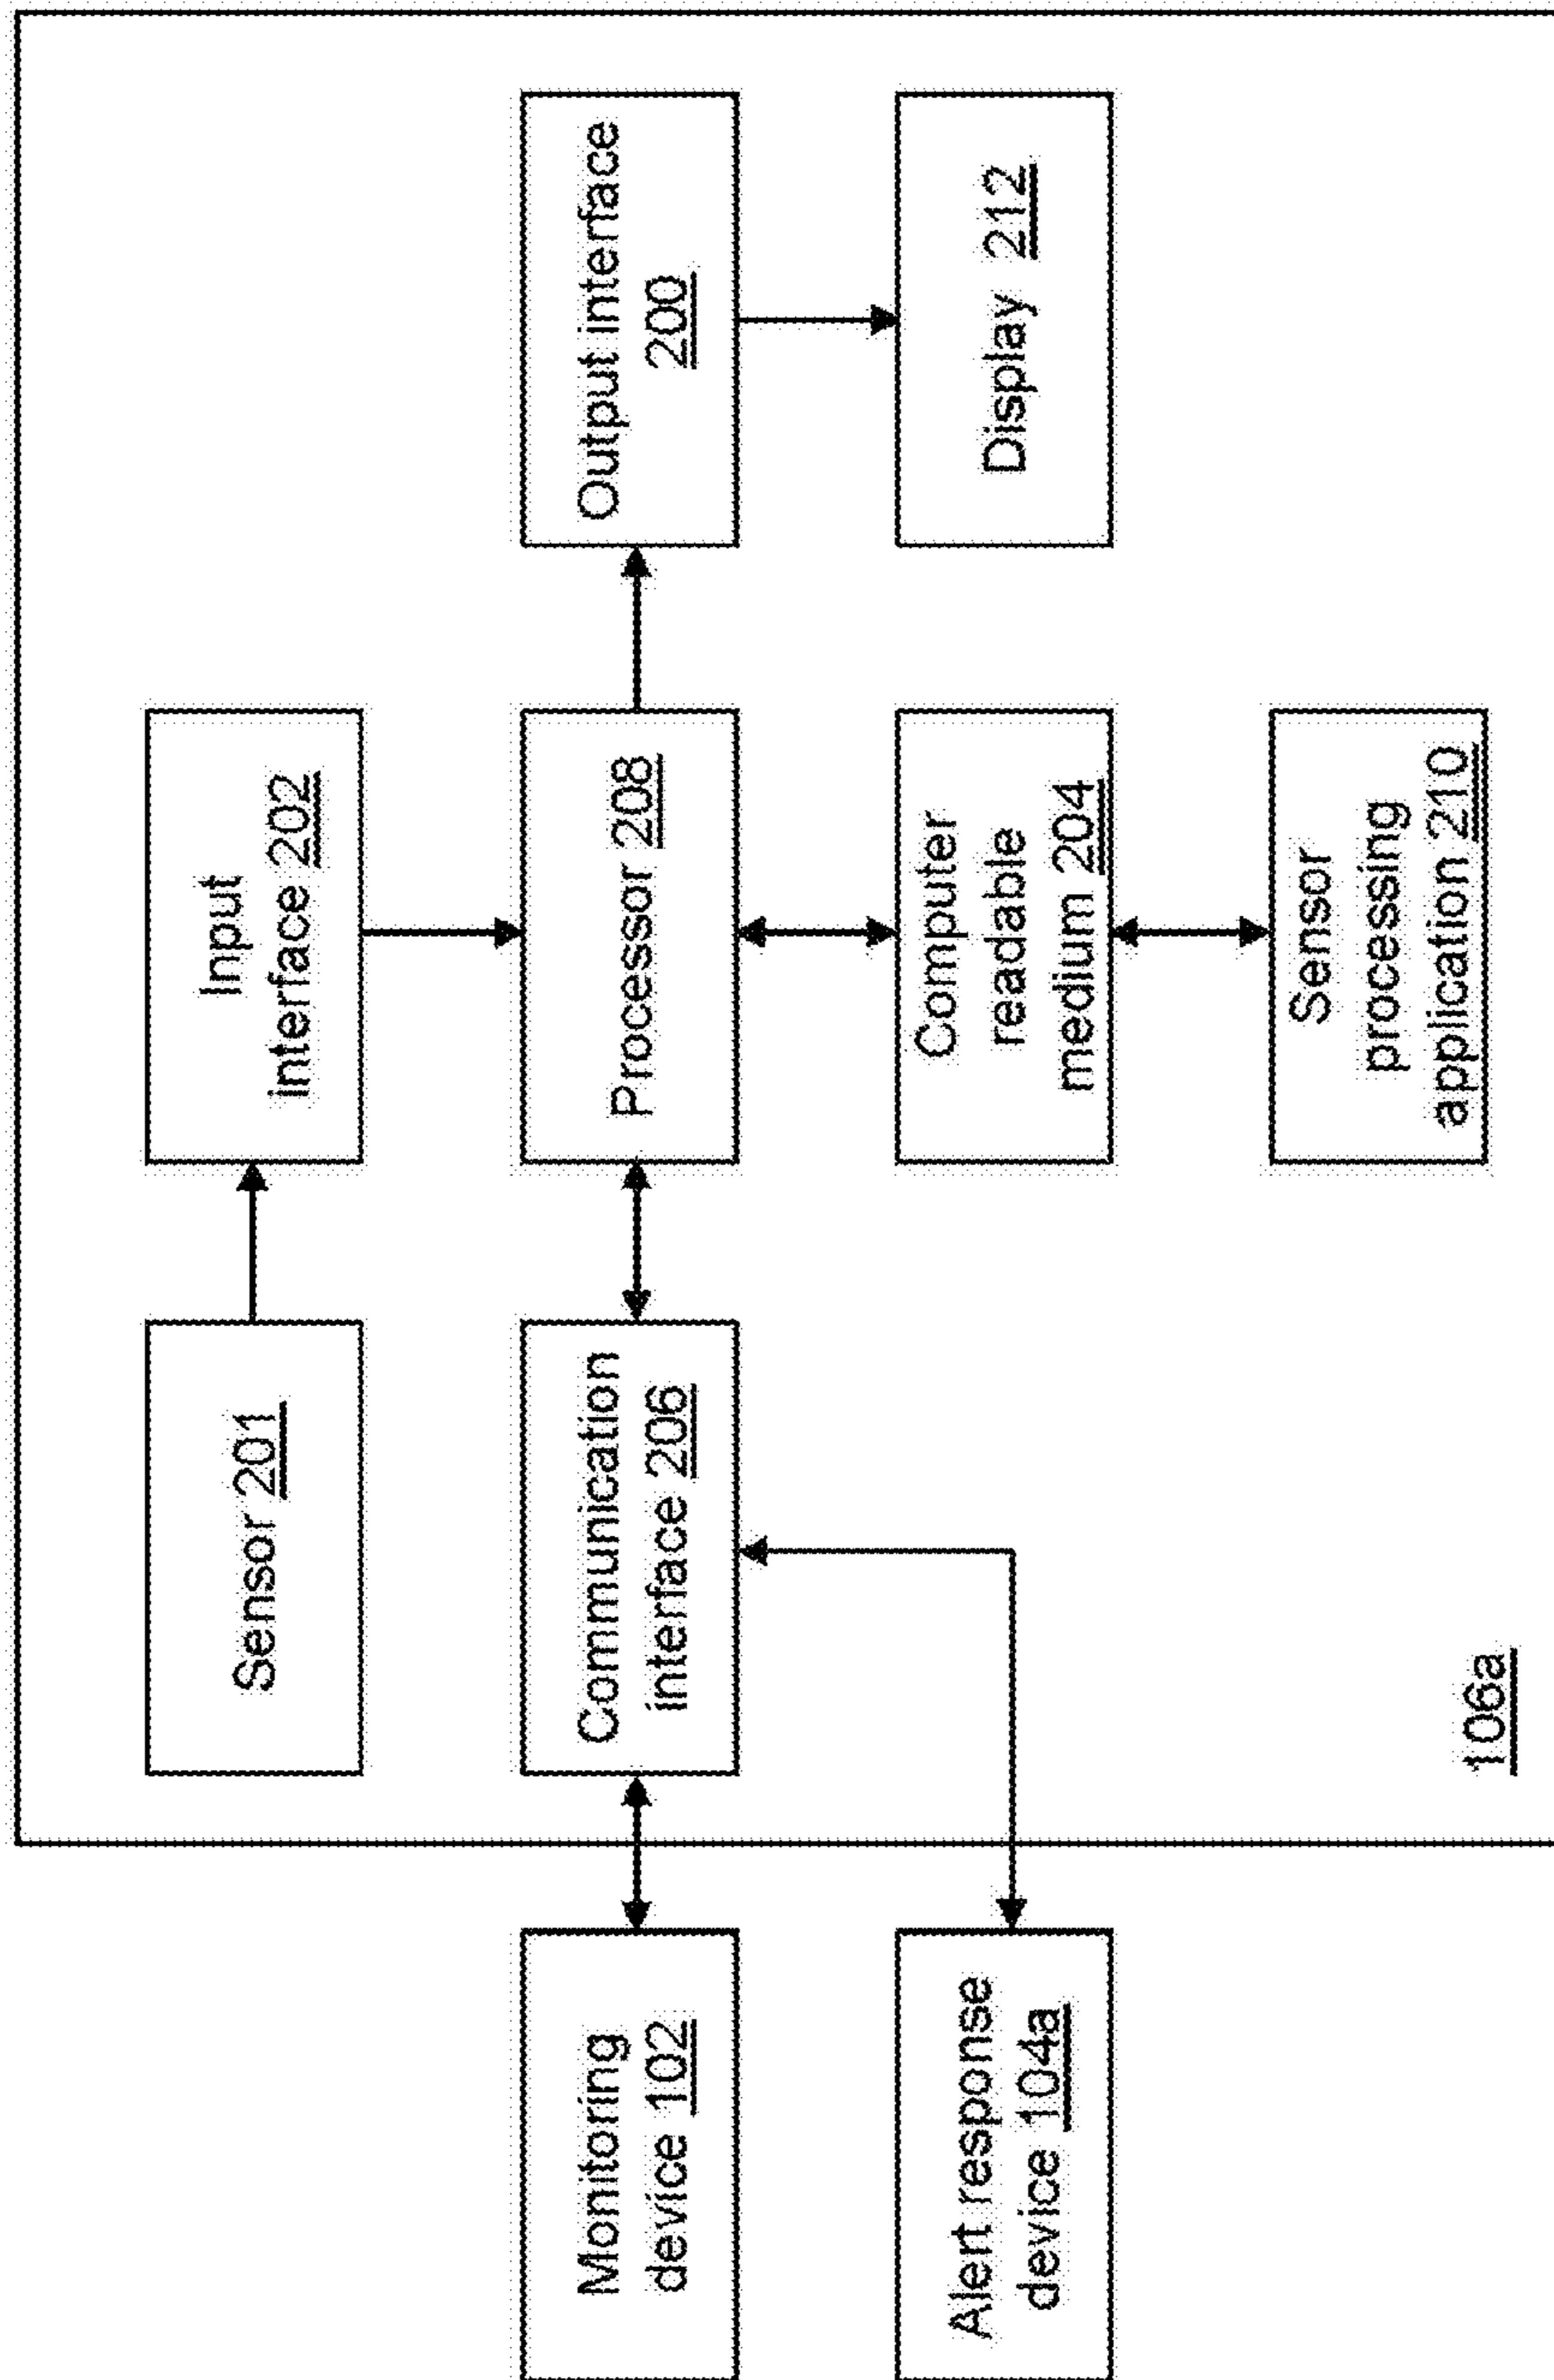 Sensor 201
Input
interface 202
Monitoring
device 102
Communication
interface 206
Processor 208
Output interface
200
Alert response
device 104a
Computer
readable
medium 204
Display 212
Sensor
processing
application 210
106a